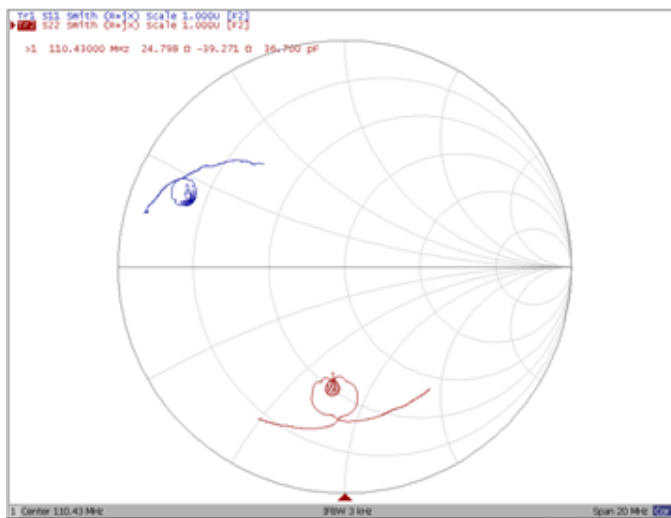 Tr1 S11 Smith (R+jX) Scale 1.000U [F2]
Tr2 S22 Smith (R+jX) Scale 1.000U [F2]
>1 110.43000 MHz 24.798 Ω -39.271 Ω 36.700 pF
1 Center 110.43 MHz IFBW 3 kHz Span 20 MHz